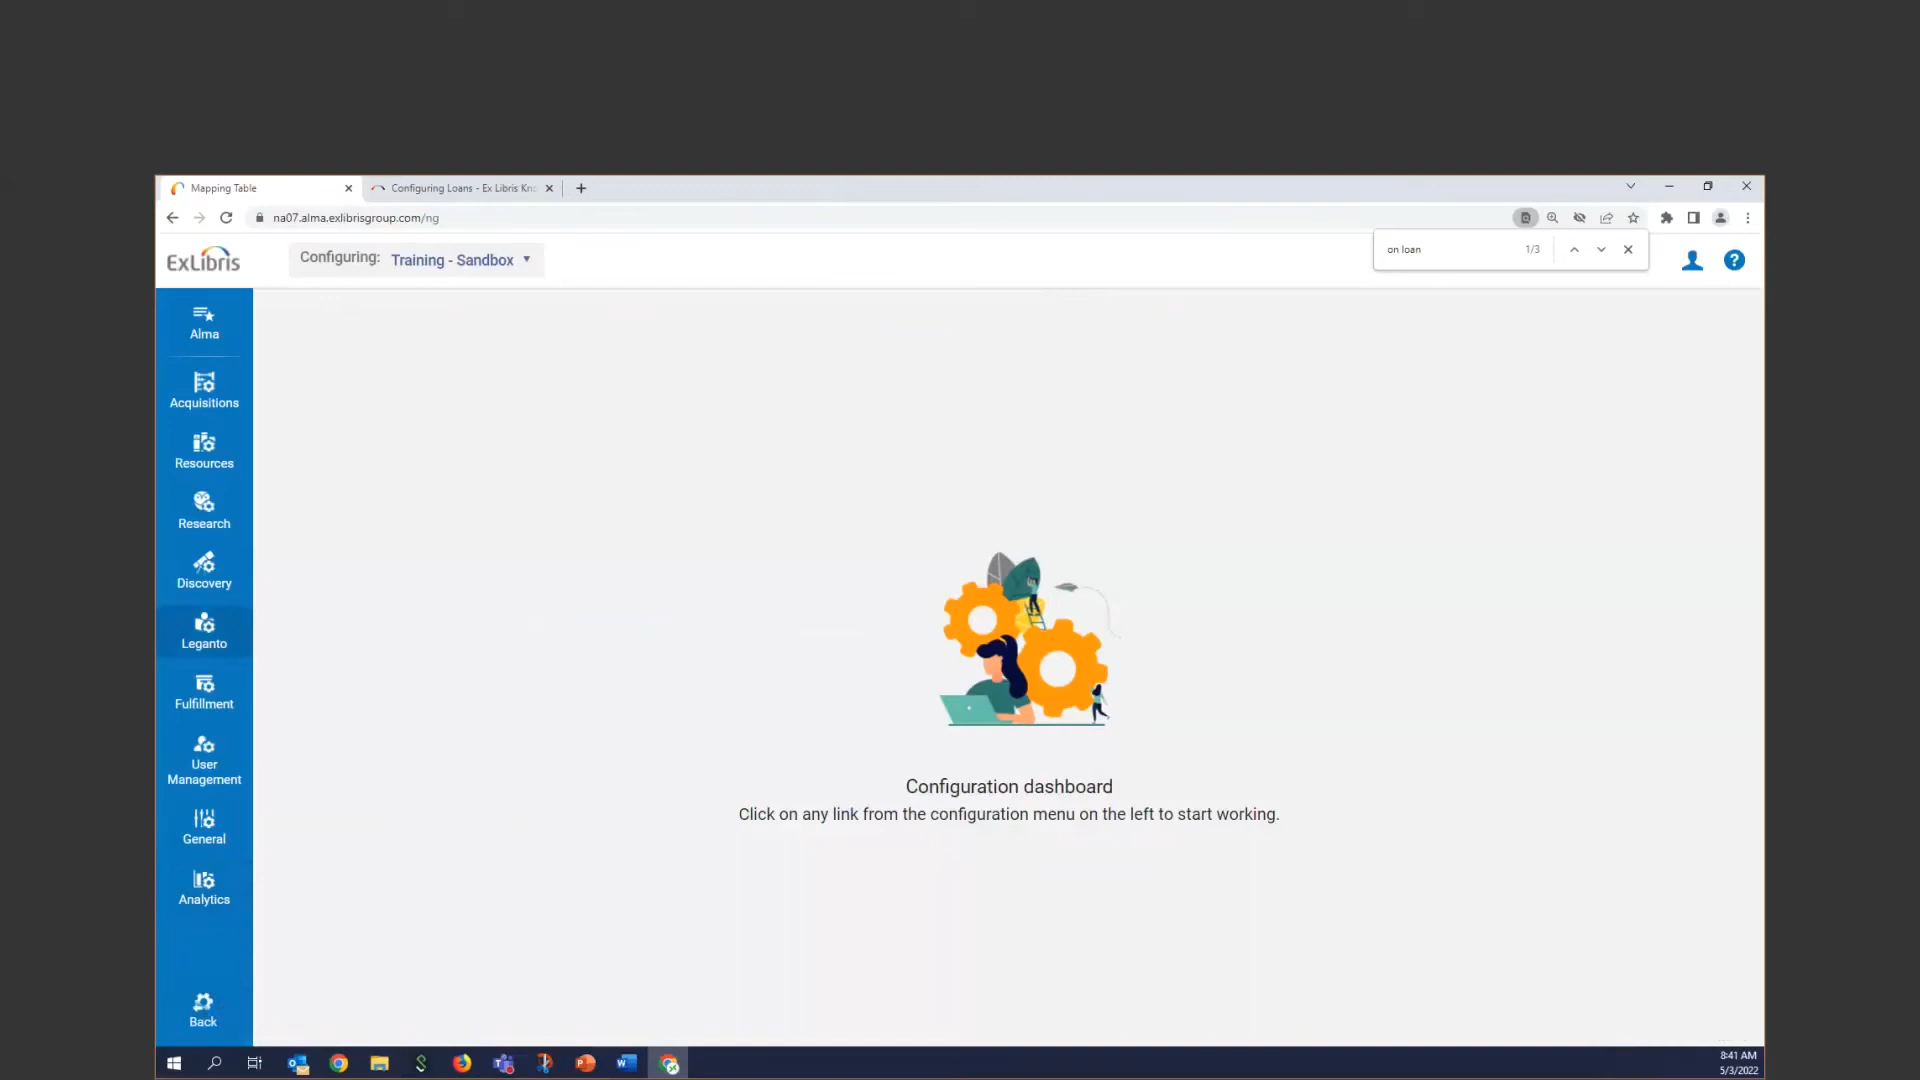 Mapping Table
Configuring Loans - Ex Libris Kno
na07.alma.exlibrisgroup.com/ng
on loan
1/3
ExLibris
Configuring:
Training - Sandbox
?
Alma
Acquisitions
Resources
Research
Discovery
Leganto
Fulfillment
User
Management
General
Analytics
Configuration dashboard
Click on any link from the configuration menu on the left to start working.
Back
8:41 AM
5/3/2022